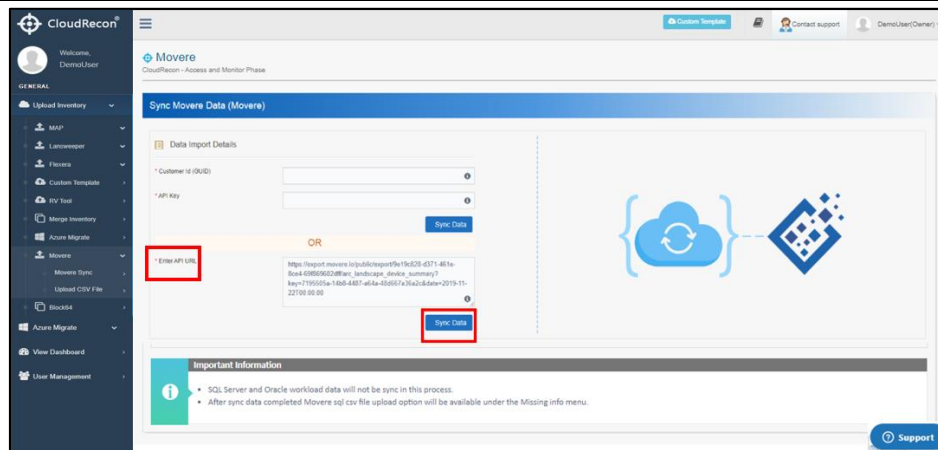 CloudRecon®
Custom Template
Contact support
DemoUser(Owner)
Welcome,
DemoUser
GENERAL
Upload Inventory
MAP
Lansweeper
Flexera
Custom Template
RV Tool
Merge Inventory
Azure Migrate
Movere
Movere Sync
Upload CSV File
Block64
Azure Migrate
View Dashboard
User Management
Movere
CloudRecon - Access and Monitor Phase
Sync Movere Data (Movere)
Data Import Details
* Customer id (GUID)
* API Key
Sync Data
OR
* Enter API URL
https://export.movere.io/public/export/9e19c828-d371-461e-
8ce4-69f869602dff/arc_landscape_device_summary?
key=7195505a-14b0-4487-a64a-48d667a36a2c&date=2019-11-
22T00:00:00
Sync Data
Important Information
• SQL Server and Oracle workload data will not be sync in this process.
• After sync data completed Movere sql csv file upload option will be available under the Missing info menu.
Support